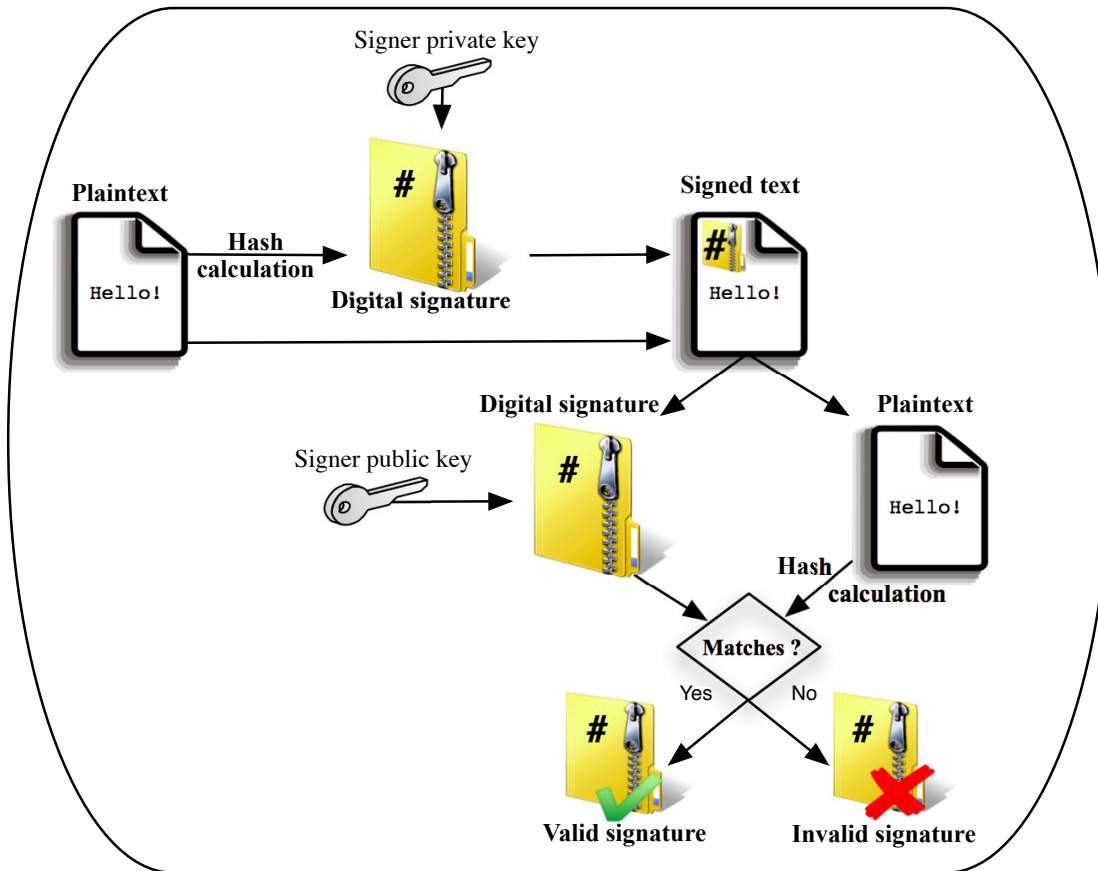 Signer private key
#
Plaintext
Signed text
Hash
calculation
#
Hello!
Hello!
Digital signature
Digital signature
Plaintext
Signer public key
#
Hello!
Hash
calculation
Matches ?
Yes
No
#
#
Valid signature
Invalid signature